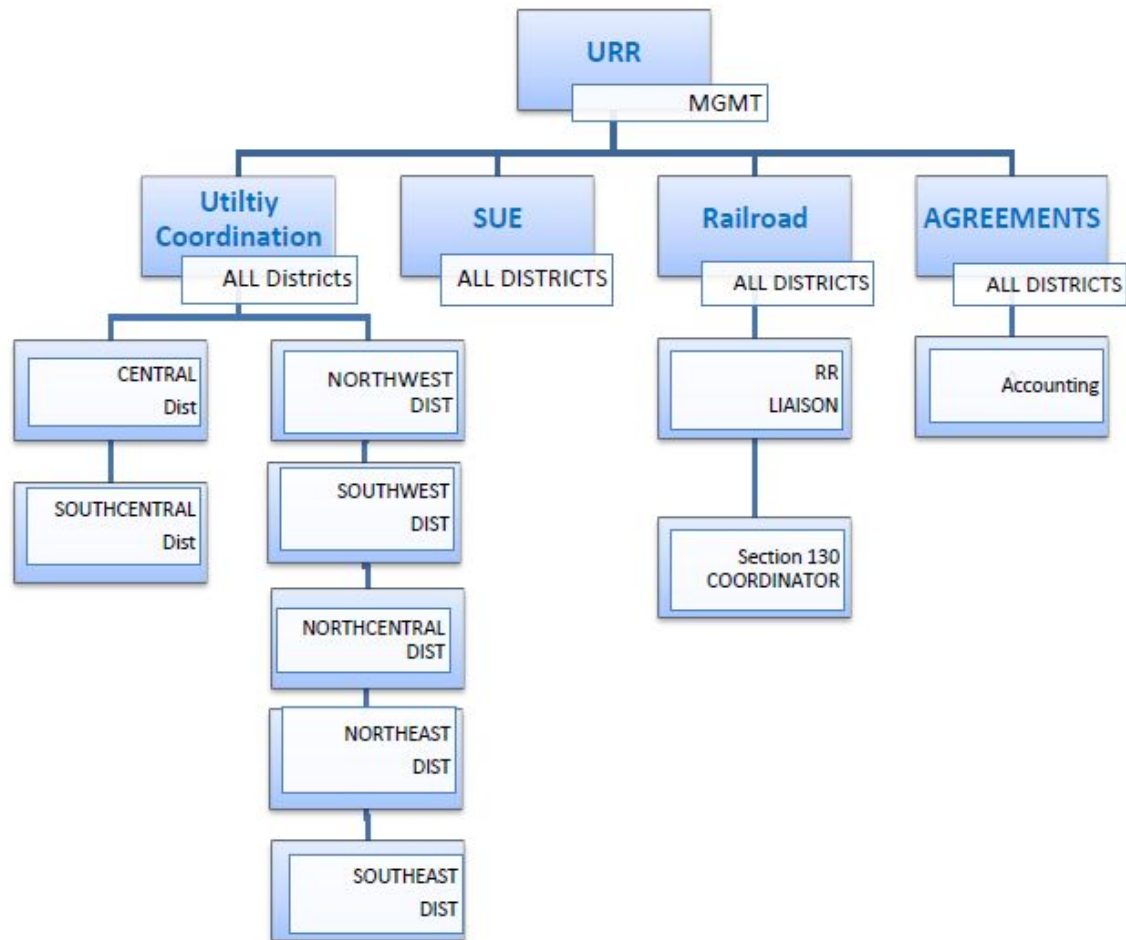 URR
MGMT
Utiltiy
Coordination
ALL Districts
SUE
ALL DISTRICTS
Railroad
ALL DISTRICTS
AGREEMENTS
ALL DISTRICTS
CENTRAL
Dist
SOUTHCENTRAL
Dist
NORTHWEST
DIST
SOUTHWEST
DIST
NORTHCENTRAL
DIST
NORTHEAST
DIST
SOUTHEAST
DIST
RR
LIAISON
Section 130
COORDINATOR
Accounting